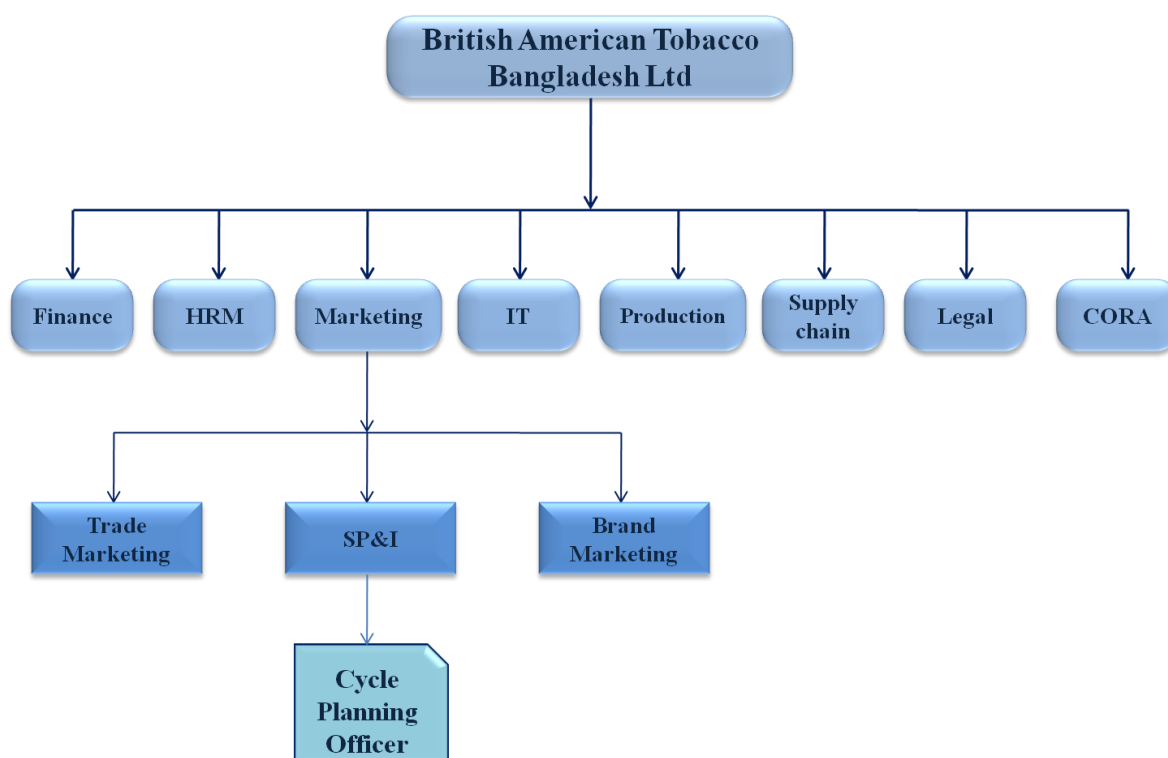 British American Tobacco
Bangladesh Ltd
Finance
HRM
Marketing
IT
Production
Supply
chain
Legal
CORA
Trade
Marketing
SP&I
Brand
Marketing
Cycle
Planning
Officer